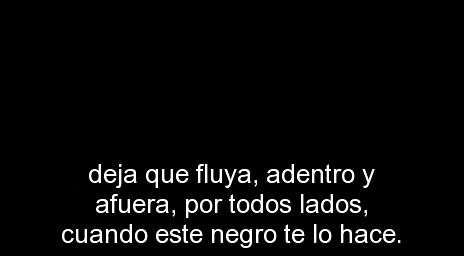 deja que fluya, adentro y
afuera, por todos lados,
cuando este negro te lo hace.